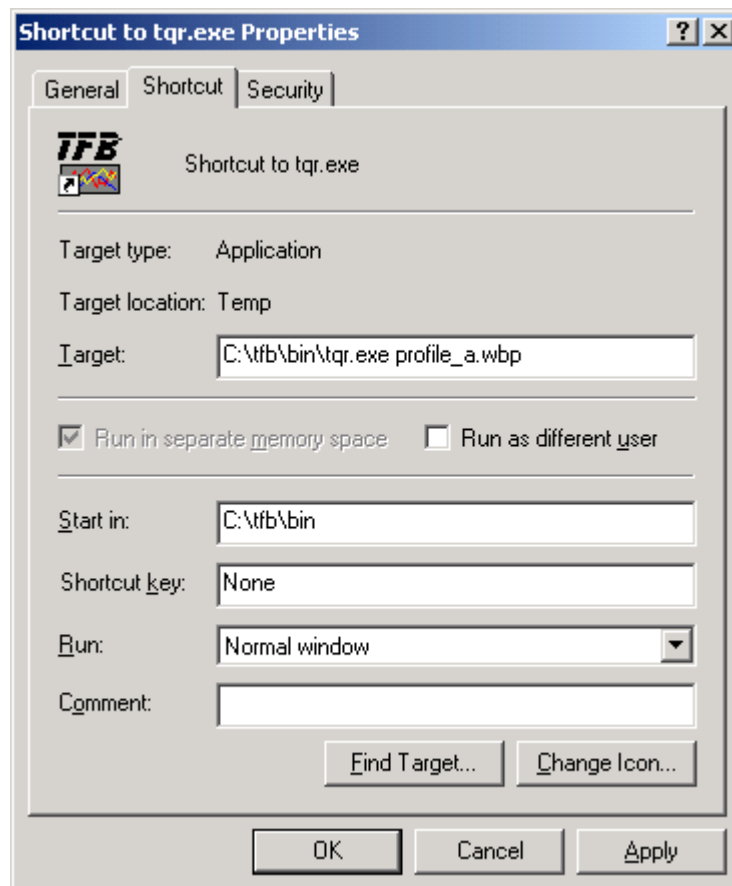 Shortcut to tqr.exe Properties
General Shortcut Security
TFB
Shortcut to tqr.exe
Target type: Application
Target location: Temp
Target: C:\tfb\bin\tqr.exe profile_a.wbp
Run in separate memory space Run as different user
Start in: C:\tfb\bin
Shortcut key: None
Run: Normal window
Comment:
Find Target... Change Icon...
OK Cancel Apply